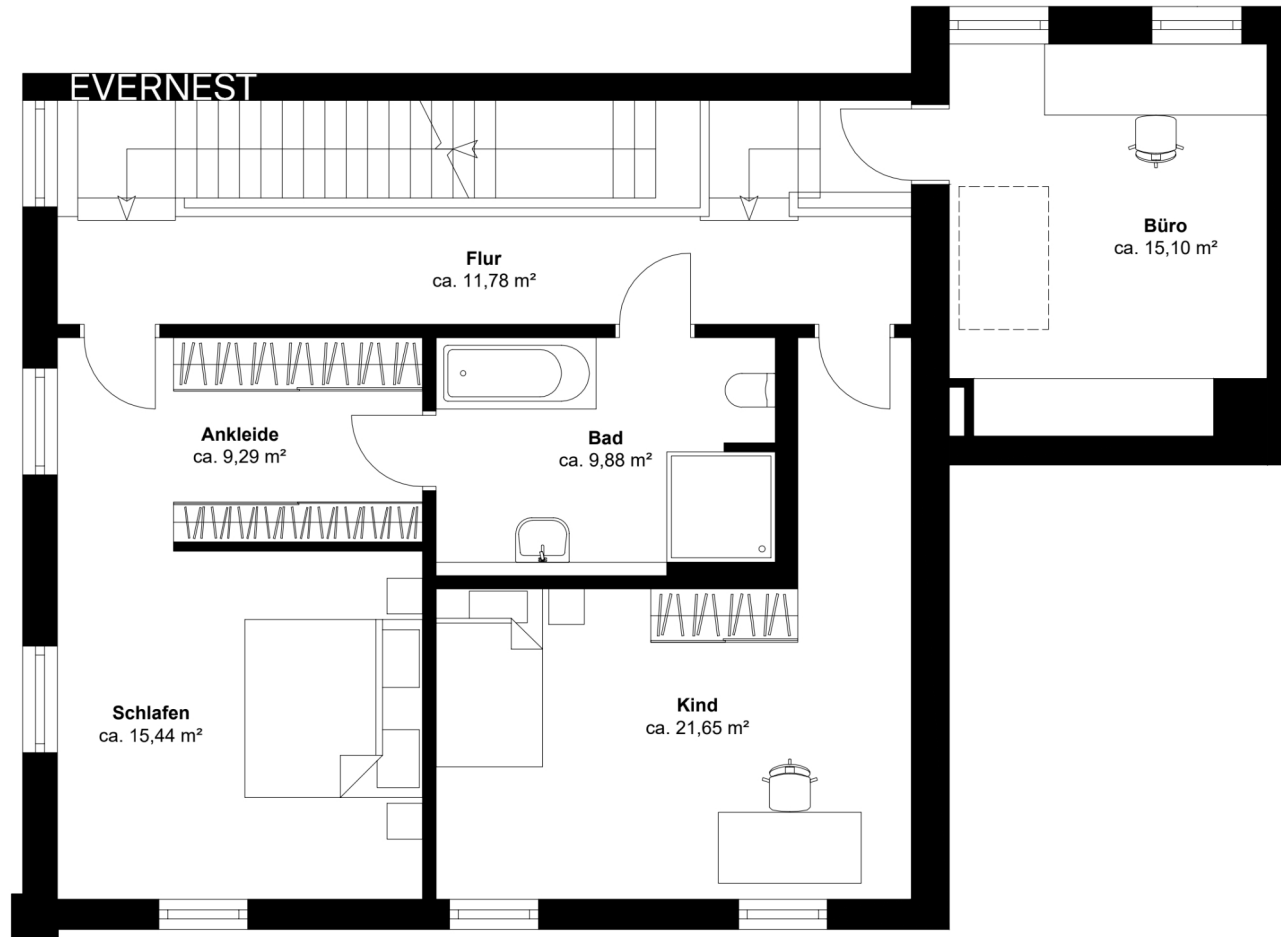 EVERNEST
Büro
ca. 15,10 m²
Flur
ca. 11,78 m²
Ankleide
ca. 9,29 m²
Bad
ca. 9,88 m²
Schlafen
ca. 15,44 m²
Kind
ca. 21,65 m²